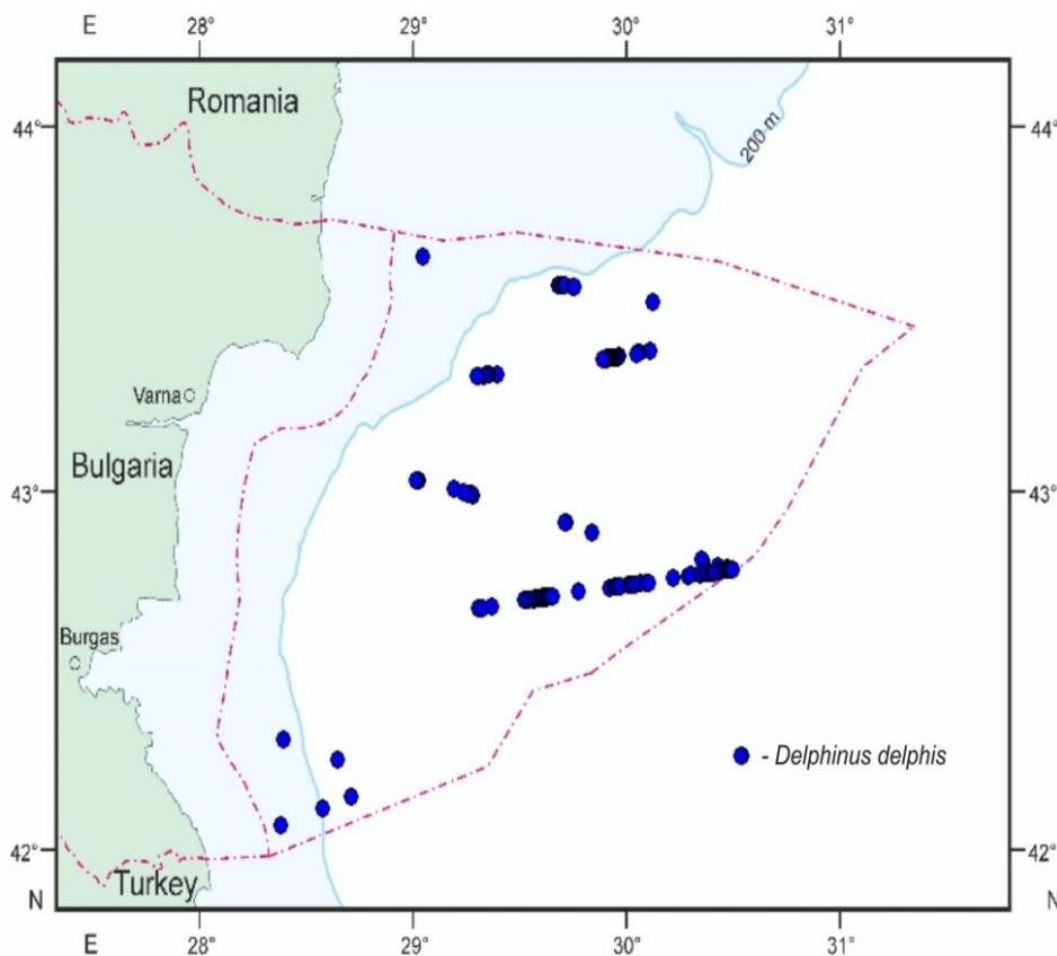 E 28° 29° 30° 31°
Romania
44° 44°
200 m
Varna
Bulgaria
43° 43°
Burgas
- Delphinus delphis
42° 42°
Turkey
N N
E 28° 29° 30° 31°